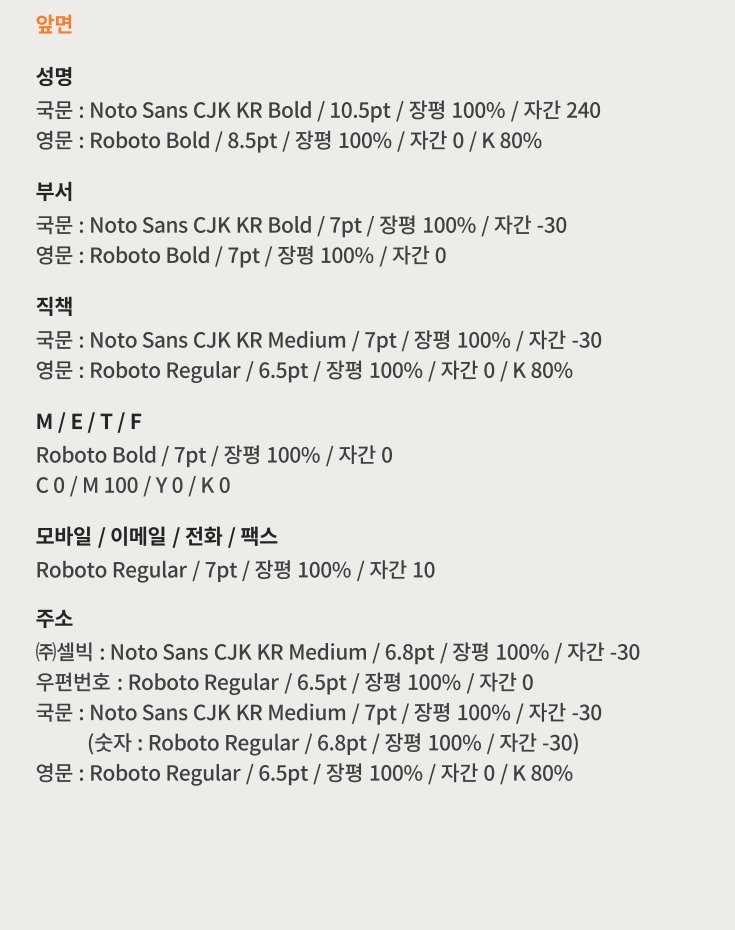 앞면
성명
국문 : Noto Sans CJK KR Bold / 10.5pt / 장평 100% / 자간 240
영문 : Roboto Bold / 8.5pt / 장평 100% / 자간 0 / K 80%
부서
국문 : Noto Sans CJK KR Bold / 7pt / 장평 100% / 자간 -30
영문 : Roboto Bold / 7pt / 장평 100% / 자간 0
직책
국문 : Noto Sans CJK KR Medium / 7pt / 장평 100% / 자간 -30
영문 : Roboto Regular / 6.5pt / 장평 100% / 자간 0 / K 80%
M / E / T / F
Roboto Bold / 7pt / 장평 100% / 자간 0
C 0 / M 100 / Y 0 / K 0
모바일 / 이메일 / 전화 / 팩스
Roboto Regular / 7pt / 장평 100% / 자간 10
주소
㈜셀빅 : Noto Sans CJK KR Medium / 6.8pt / 장평 100% / 자간 -30
우편번호 : Roboto Regular / 6.5pt / 장평 100% / 자간 0
국문 : Noto Sans CJK KR Medium / 7pt / 장평 100% / 자간 -30
(숫자 : Roboto Regular / 6.8pt / 장평 100% / 자간 -30)
영문 : Roboto Regular / 6.5pt / 장평 100% / 자간 0 / K 80%